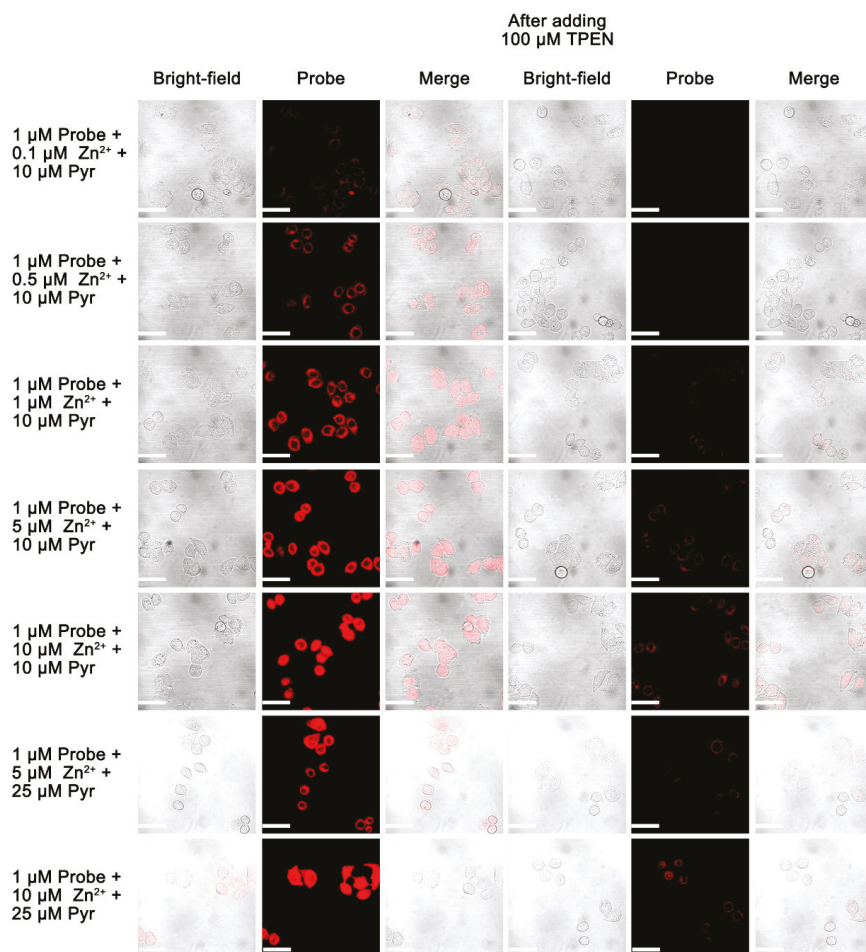 After adding
100 µM TPEN
Bright-field Probe Merge Bright-field Probe Merge
1 µM Probe +
0.1 µM Zn²⁺ +
10 µM Pyr
1 µM Probe +
0.5 µM Zn²⁺ +
10 µM Pyr
1 µM Probe +
1 µM Zn²⁺ +
10 µM Pyr
1 µM Probe +
5 µM Zn²⁺ +
10 µM Pyr
1 µM Probe +
10 µM Zn²⁺ +
10 µM Pyr
1 µM Probe +
5 µM Zn²⁺ +
25 µM Pyr
1 µM Probe +
10 µM Zn²⁺ +
25 µM Pyr